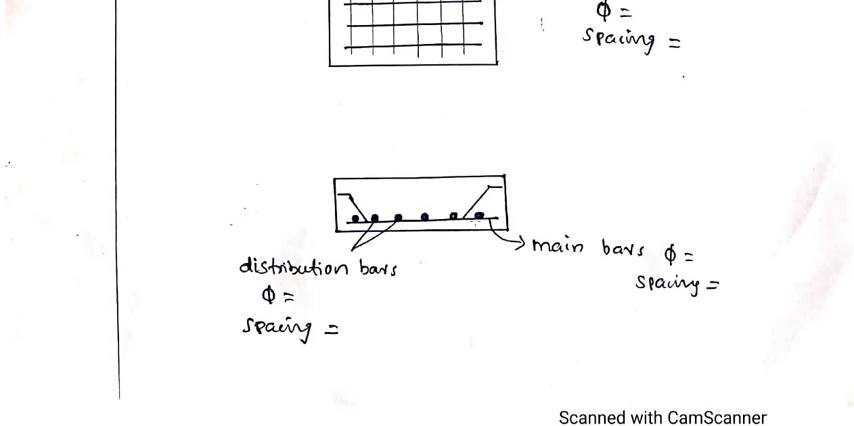 Φ =
spacing =
main bars Φ =
spacing =
distribution bars
Φ =
spacing =
Scanned with CamScanner